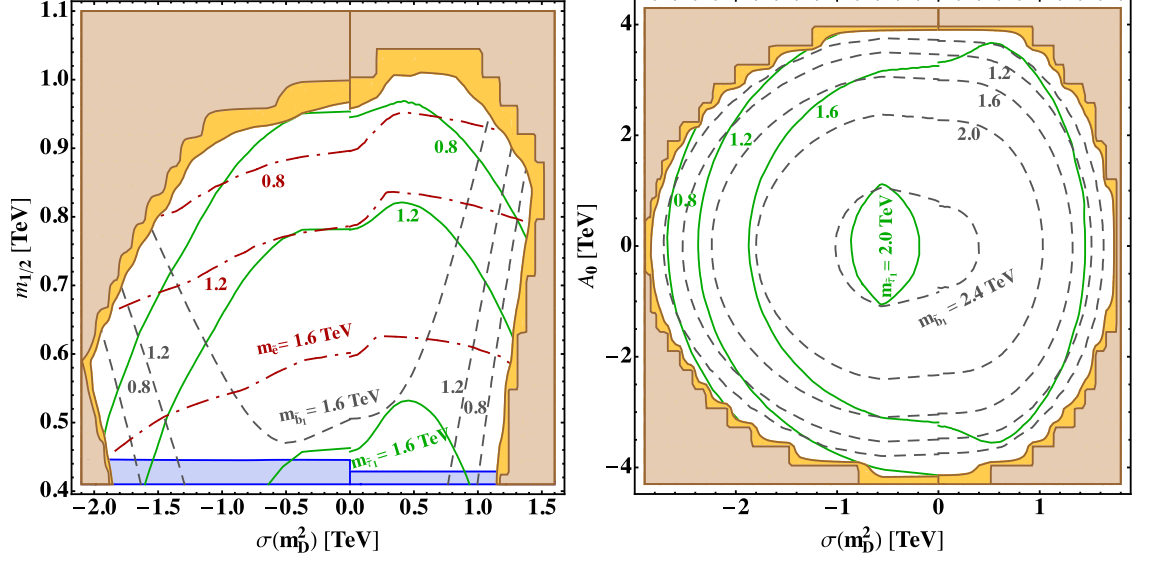 1.1
1.0
0.9
0.8
0.7
0.6
0.5
0.4
m1/2 [TeV]
0.8
0.8
1.2
1.2
mẽ= 1.6 TeV
1.2
0.8
mb̃1= 1.6 TeV
1.2
0.8
mτ̃1= 1.6 TeV
−2.0 −1.5 −1.0 −0.5 0.0 0.5 1.0 1.5
σ(m²D) [TeV]
4
2
0
−2
−4
A0 [TeV]
1.2
1.6
1.6
1.2
2.0
0.8
mτ̃1= 2.0 TeV
mb̃1= 2.4 TeV
−2 −1 0 1
σ(m²D) [TeV]